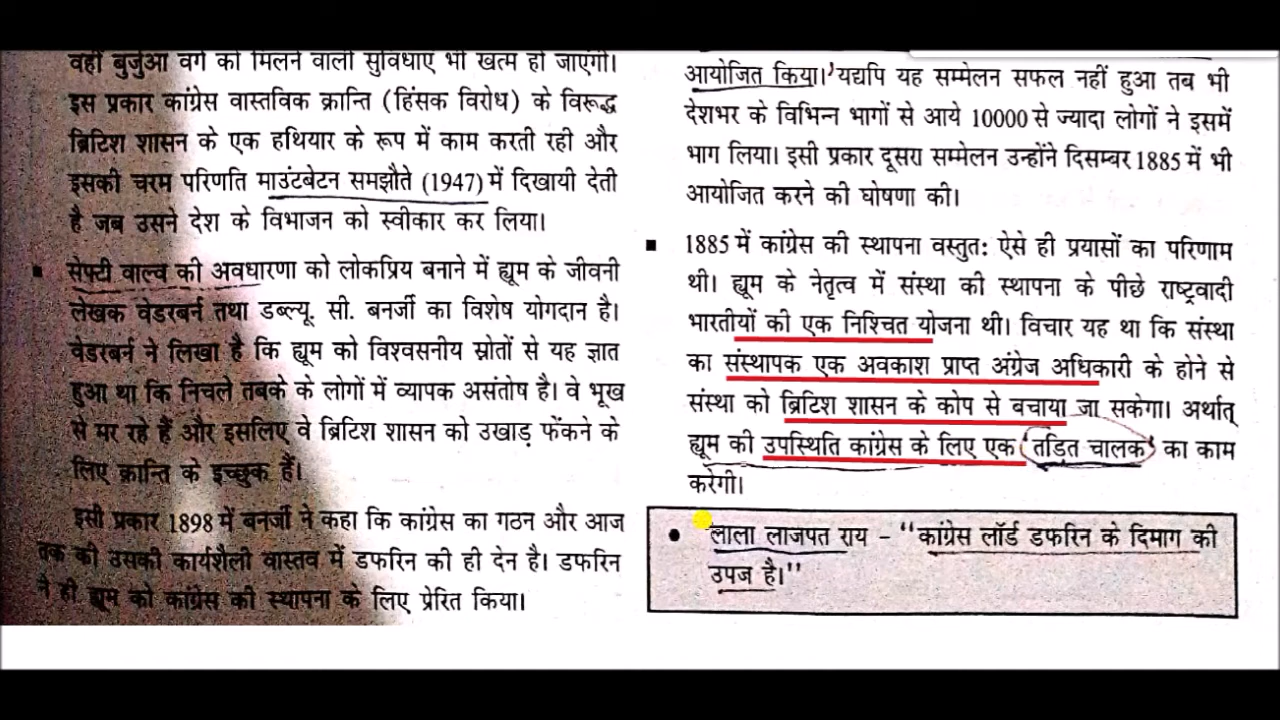 वहीं बुर्जुआ वर्ग को मिलने वाली सुविधाएं भी खत्म हो जाएंगी।
इस प्रकार कांग्रेस वास्तविक क्रान्ति (हिंसक विरोध) के विरूद्ध
ब्रिटिश शासन के एक हथियार के रूप में काम करती रही और
इसकी चरम परिणति माउंटबेटन समझौते (1947) में दिखायी देती
है जब उसने देश के विभाजन को स्वीकार कर लिया।
■ सेफ्टी वाल्व की अवधारणा को लोकप्रिय बनाने में ह्यूम के जीवनी
लेखक वेडरबर्न तथा डब्ल्यू. सी. बनर्जी का विशेष योगदान है।
वेडरबर्न ने लिखा है कि ह्यूम को विश्वसनीय स्रोतों से यह ज्ञात
हुआ था कि निचले तबके के लोगों में व्यापक असंतोष है। वे भूख
से मर रहे हैं और इसलिए वे ब्रिटिश शासन को उखाड़ फेंकने के
लिए क्रान्ति के इच्छुक हैं।
इसी प्रकार 1898 में बनर्जी ने कहा कि कांग्रेस का गठन और आज
तक की उसकी कार्यशैली वास्तव में डफरिन की ही देन है। डफरिन
ने ही ह्यूम को कांग्रेस की स्थापना के लिए प्रेरित किया।
आयोजित किया।' यद्यपि यह सम्मेलन सफल नहीं हुआ तब भी
देशभर के विभिन्न भागों से आये 10000 से ज्यादा लोगों ने इसमें
भाग लिया। इसी प्रकार दूसरा सम्मेलन उन्होंने दिसम्बर 1885 में भी
आयोजित करने की घोषणा की।
■ 1885 में कांग्रेस की स्थापना वस्तुत: ऐसे ही प्रयासों का परिणाम
थी। ह्यूम के नेतृत्व में संस्था की स्थापना के पीछे राष्ट्रवादी
भारतीयों की एक निश्चित योजना थी। विचार यह था कि संस्था
का संस्थापक एक अवकाश प्राप्त अंग्रेज अधिकारी के होने से
संस्था को ब्रिटिश शासन के कोप से बचाया जा सकेगा। अर्थात्
ह्यूम की उपस्थिति कांग्रेस के लिए एक 'तड़ित चालक' का काम
करेगी।
• लाला लाजपत राय – "कांग्रेस लॉर्ड डफरिन के दिमाग की
उपज है।"